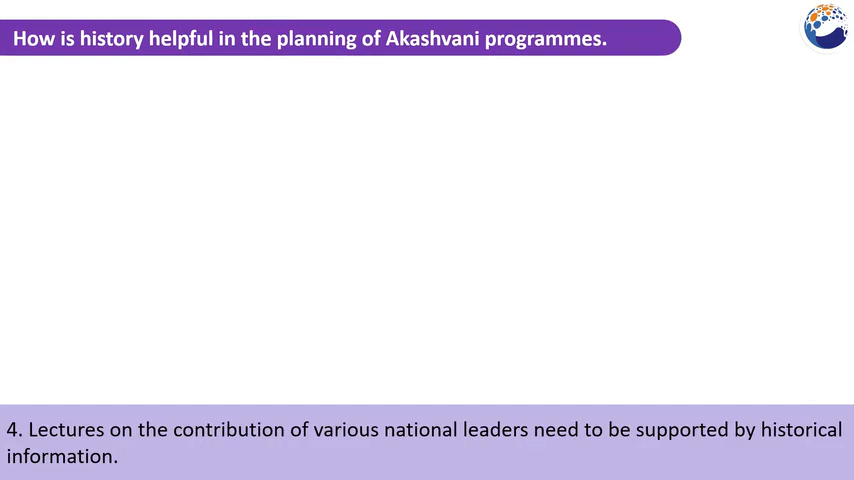 How is history helpful in the planning of Akashvani programmes.
4. Lectures on the contribution of various national leaders need to be supported by historical
information.